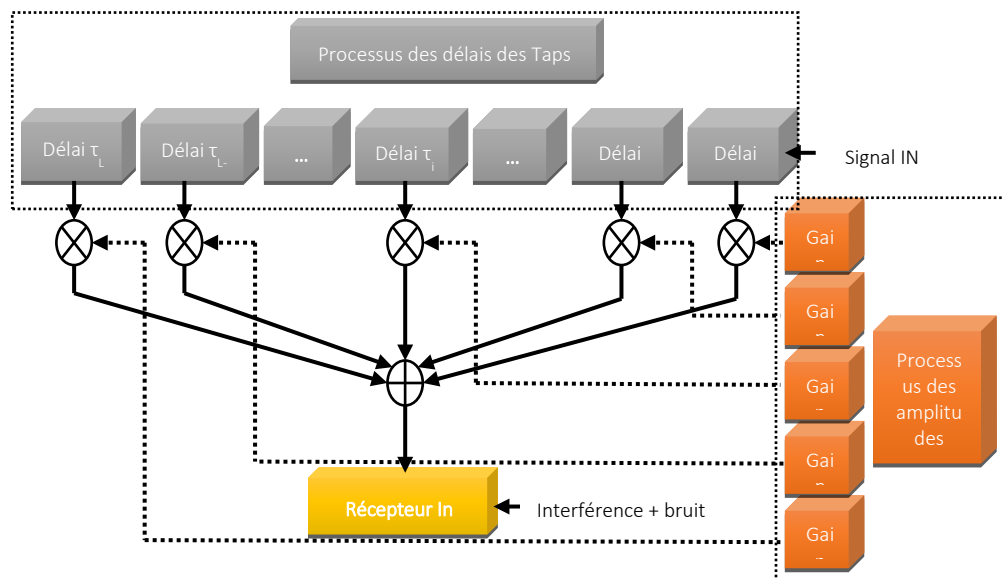 Processus des délais des Taps
Délai τL
Délai τL-
...
Délai τi
...
Délai
Délai
Signal IN
Gai
Gai
Gai
Gai
Gai
Process
us des
amplitu
des
Récepteur In
Interférence + bruit